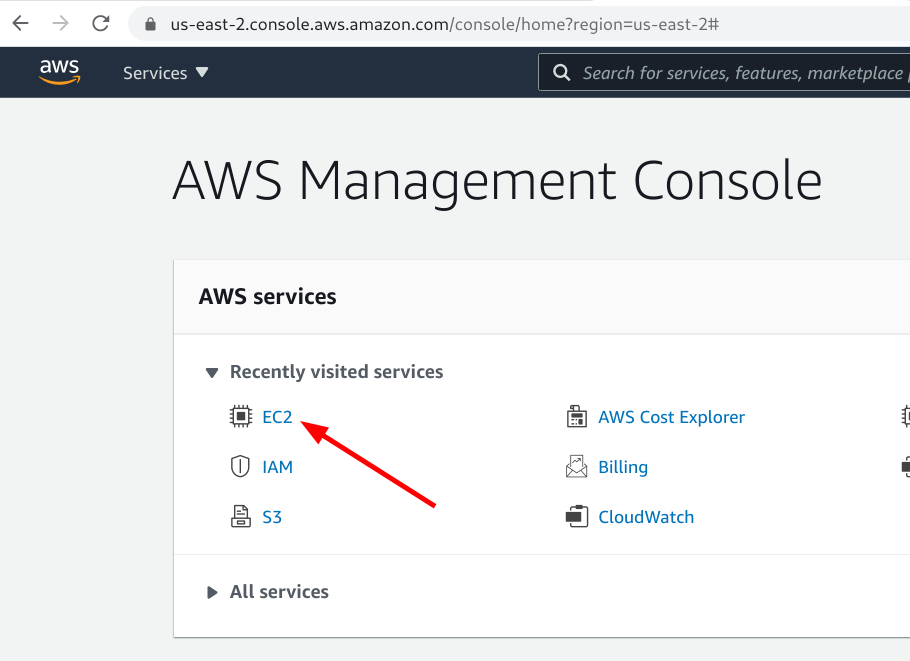 us-east-2.console.aws.amazon.com/console/home?region=us-east-2#
aws Services Search for services, features, marketplace
AWS Management Console
AWS services
Recently visited services
EC2 AWS Cost Explorer
IAM Billing
S3 CloudWatch
All services